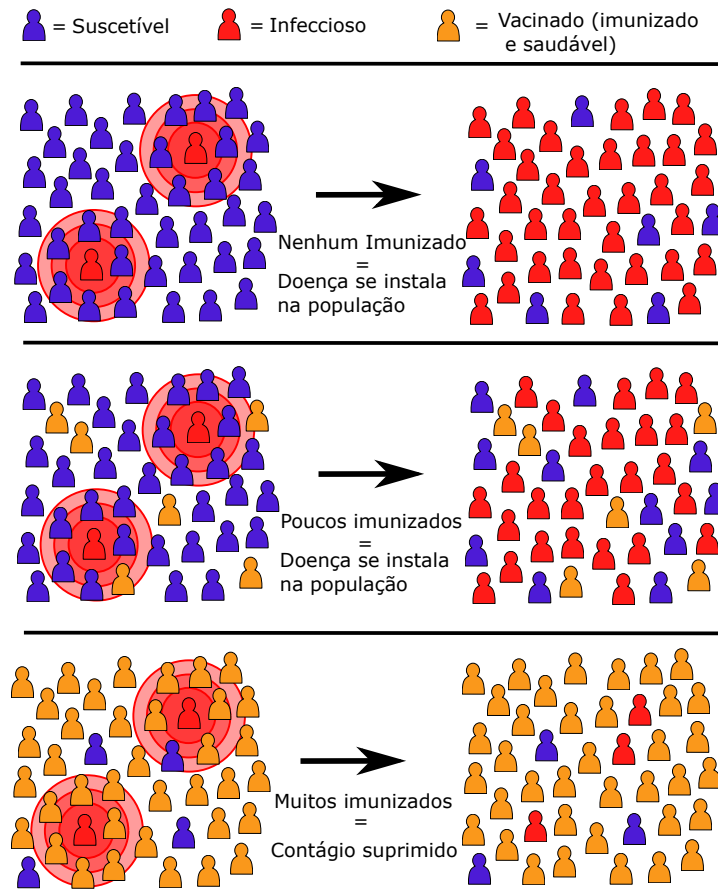 = Suscetível
= Infeccioso
= Vacinado (imunizado
e saudável)
Nenhum Imunizado
=
Doença se instala
na população
Poucos imunizados
=
Doença se instala
na população
Muitos imunizados
=
Contágio suprimido